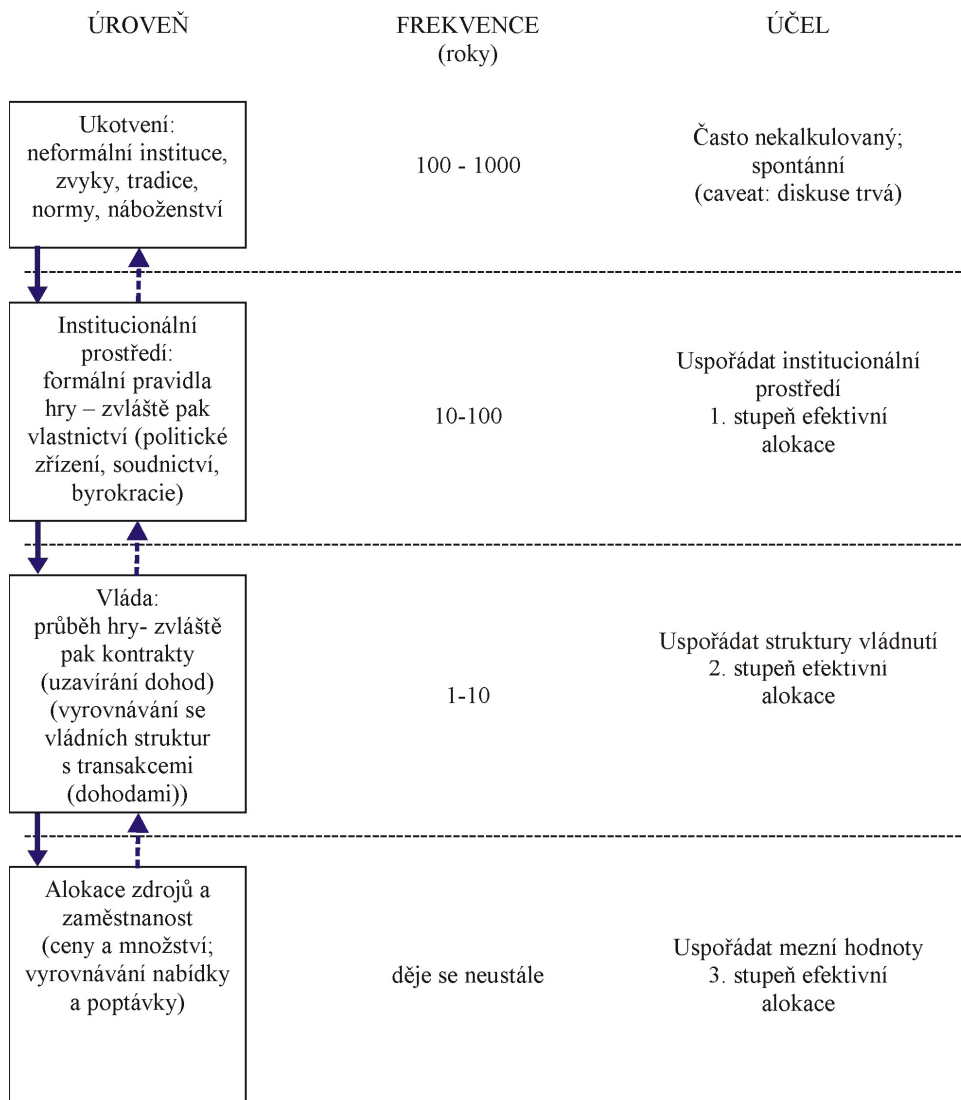 ÚROVEŇ
FREKVENCE
(roky)
ÚČEL
Ukotvení:
neformální instituce,
zvyky, tradice,
normy, náboženství
100 - 1000
Často nekalkulovaný;
spontánní
(caveat: diskuse trvá)
Institucionální
prostředí:
formální pravidla
hry – zvláště pak
vlastnictví (politické
zřízení, soudnictví,
byrokracie)
10-100
Uspořádat institucionální
prostředí
1. stupeň efektivní
alokace
Vláda:
průběh hry- zvláště
pak kontrakty
(uzavírání dohod)
(vyrovnávání se
vládních struktur
s transakcemi
(dohodami))
1-10
Uspořádat struktury vládnutí
2. stupeň efektivní
alokace
Alokace zdrojů a
zaměstnanost
(ceny a množství;
vyrovnávání nabídky
a poptávky)
děje se neustále
Uspořádat mezní hodnoty
3. stupeň efektivní
alokace